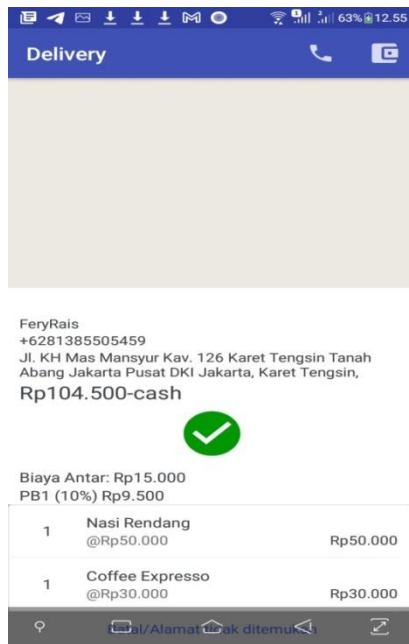 63% 12.55
Delivery
FeryRais
+6281385505459
Jl. KH Mas Mansyur Kav. 126 Karet Tengsin Tanah
Abang Jakarta Pusat DKI Jakarta, Karet Tengsin,
Rp104.500-cash
Biaya Antar: Rp15.000
PB1 (10%) Rp9.500
1 Nasi Rendang
@Rp50.000 Rp50.000
1 Coffee Expresso
@Rp30.000 Rp30.000
Batal/Alamat tidak ditemukan